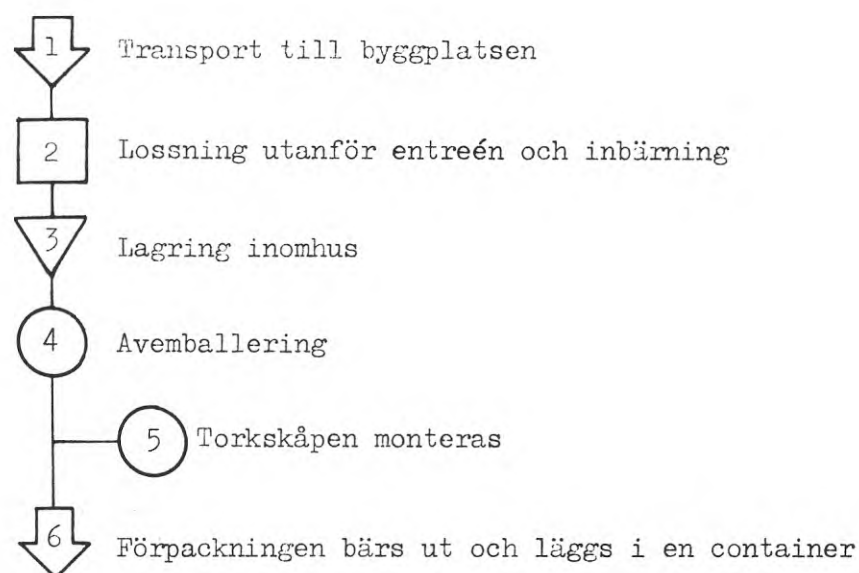 1 Transport till byggplatsen
2 Lossning utanför entreén och inbärning
3 Lagring inomhus
4 Avemballering
5 Torkskåpen monteras
6 Förpackningen bärs ut och läggs i en container